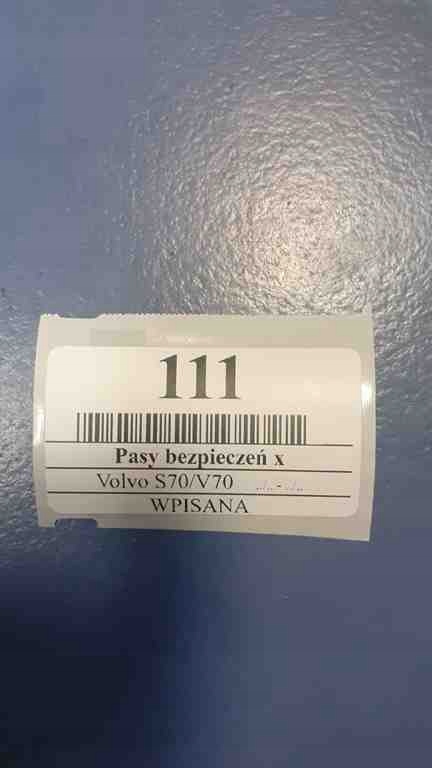 111
Pasy bezpieczeń x
Volvo S70/V70
WPISANA